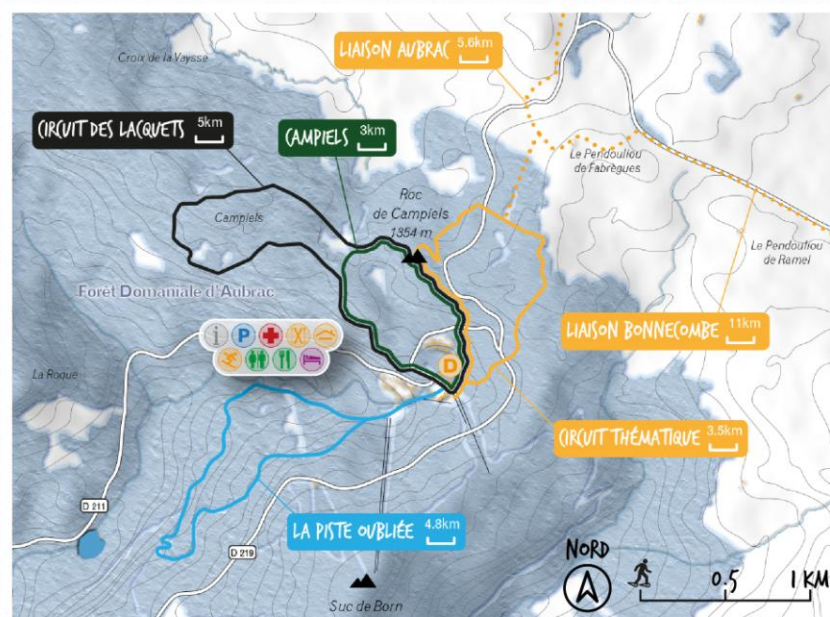 LIAISON AUBRAC 5.6km
Croix de la Vaysse
CIRCUIT DES LACQUETS 5km
CAMPIELS 3km
Le Pendouliou
de Fabrègues
Roc
de Campiels
1354 m
Campiels
Le Pendouliou
de Ramel
Forêt Domaniale d'Aubrac
i P
LIAISON BONNECOMBE 11km
La Roque
D
CIRCUIT THÉMATIQUE 3.5km
D 211
LA PISTE OUBLIÉE 4.8km
D 219
NORD
0.5 1 KM
Suc de Born